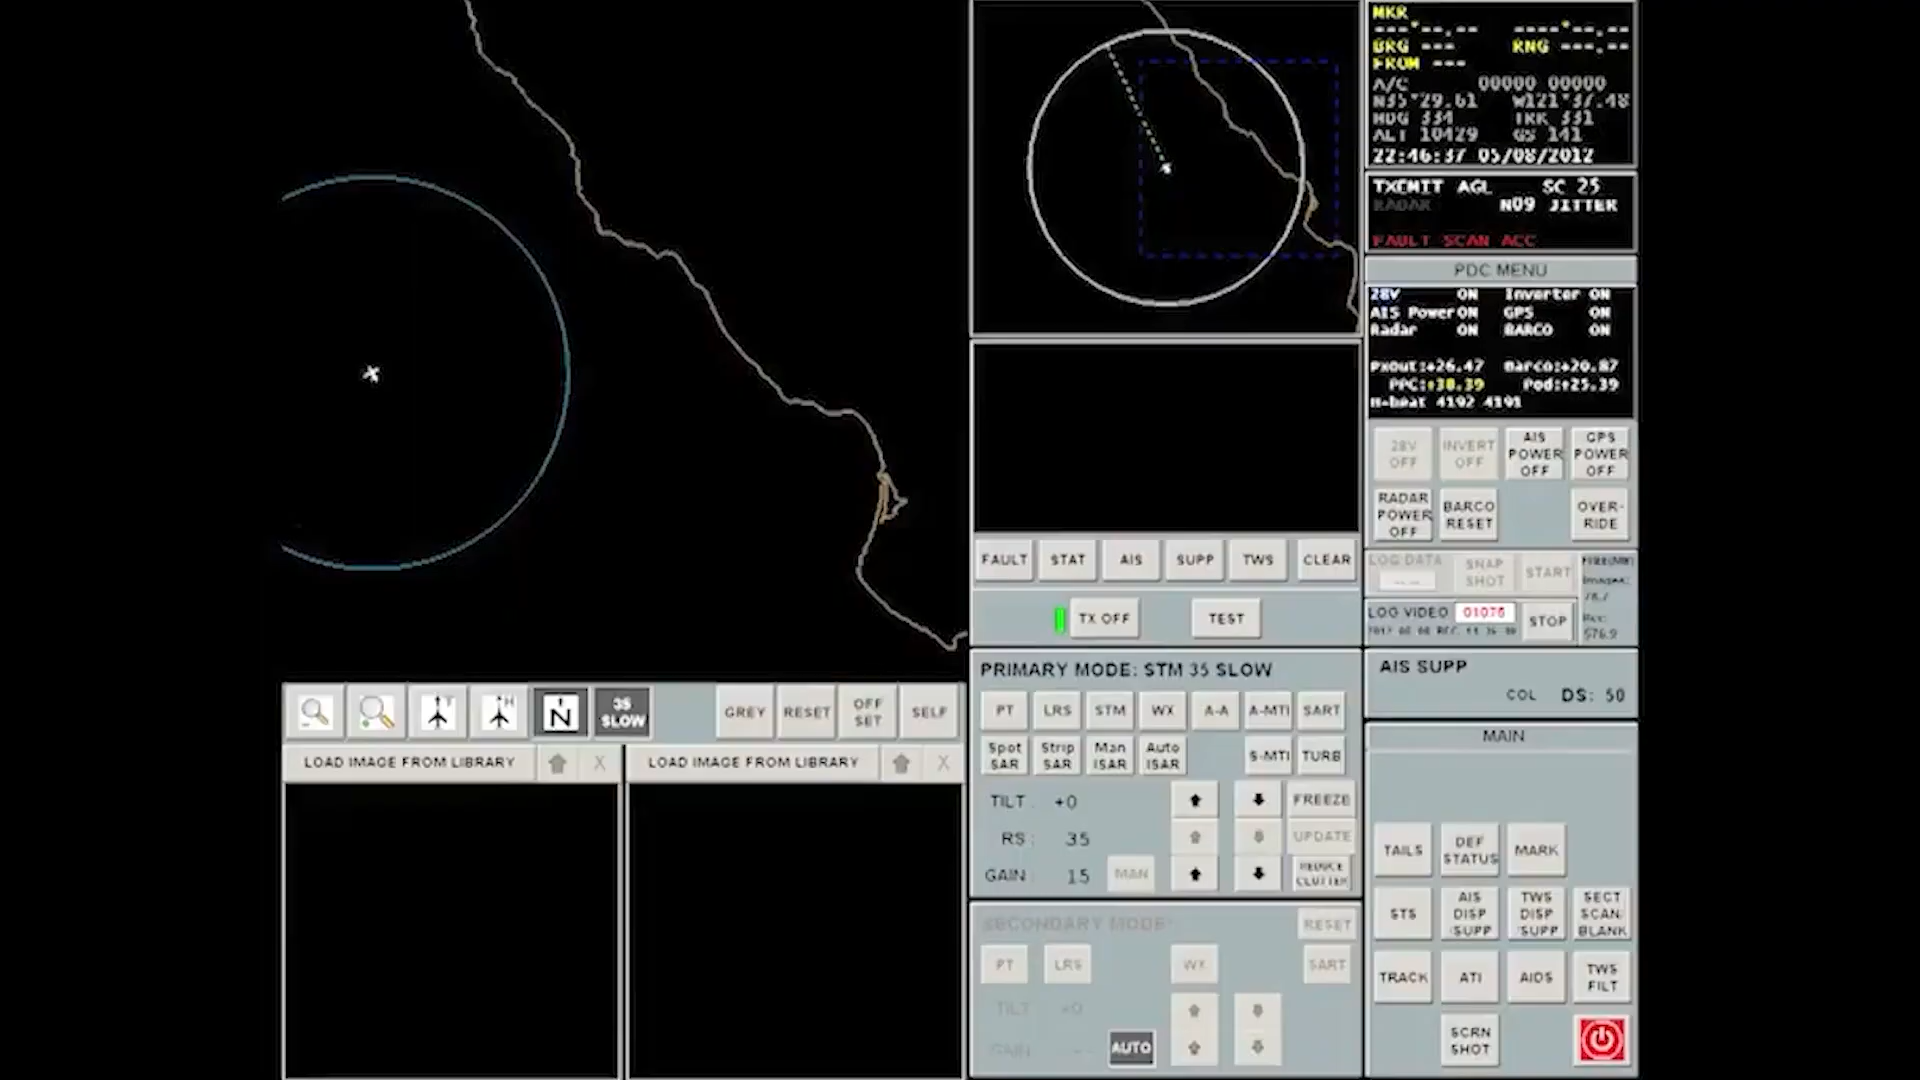 MKR
---°--.-- ----°--.--
BRG --- RNG ---.--
FROM ---
A/C 00000 00000
N35°29.61 W121°37.48
HDG 334 TRK 331
ALT 10429 GS 141
22:46:37 05/08/2012
TXEMIT AGL SC 25
RADAR N09 JITTER
FAULT SCAN ACC
PDC MENU
28V ON Inverter ON
AIS Power ON GPS ON
Radar ON BARCO ON
Pxout:+26.47 Barco:+20.87
PPC:+38.39 Pod:+25.39
H-beat 4192 4191
28V OFF
INVERT OFF
AIS POWER OFF
GPS POWER OFF
RADAR POWER OFF
BARCO RESET
OVER-RIDE
LOG DATA
-- --
SNAP SHOT
START
LOG VIDEO 01076
STOP
576.9
FAULT STAT AIS SUPP TWS CLEAR
TX OFF TEST
PRIMARY MODE: STM 35 SLOW
PT LRS STM WX A-A A-MTI SART
Spot SAR
Strip SAR
Man ISAR
Auto ISAR
S-MTI TURB
TILT : +0 FREEZE
RS : 35 UPDATE
GAIN : 15 MAN
REDUCE CLUTTER
SECONDARY MODE: RESET
PT LRS WX SART
TILT +0
GAIN -- AUTO
AIS SUPP
COL DS: 50
MAIN
TAILS
DEF STATUS
MARK
STS
AIS DISP /SUPP
TWS DISP /SUPP
SECT SCAN/ BLANK
TRACK ATI AIDS
TWS FILT
SCRN SHOT
T H N
35 SLOW
GREY RESET
OFF SET
SELF
LOAD IMAGE FROM LIBRARY X
LOAD IMAGE FROM LIBRARY X